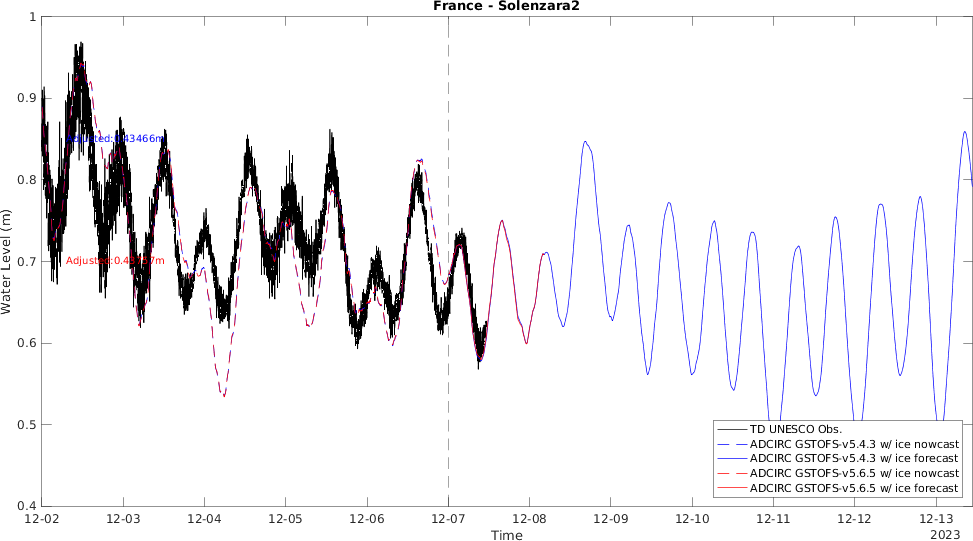 France - Solenzara2
Water Level (m)
1
0.9
0.8
0.7
0.6
0.5
0.4
Adjusted:0.43466m
12-02
12-03
12-04
12-05
12-06
12-07
12-08
12-09
12-10
12-11
12-12
12-13
2023
Time
TD UNESCO Obs.
ADCIRC GSTOFS-v5.4.3 w/ ice nowcast
ADCIRC GSTOFS-v5.4.3 w/ ice forecast
ADCIRC GSTOFS-v5.6.5 w/ ice nowcast
ADCIRC GSTOFS-v5.6.5 w/ ice forecast